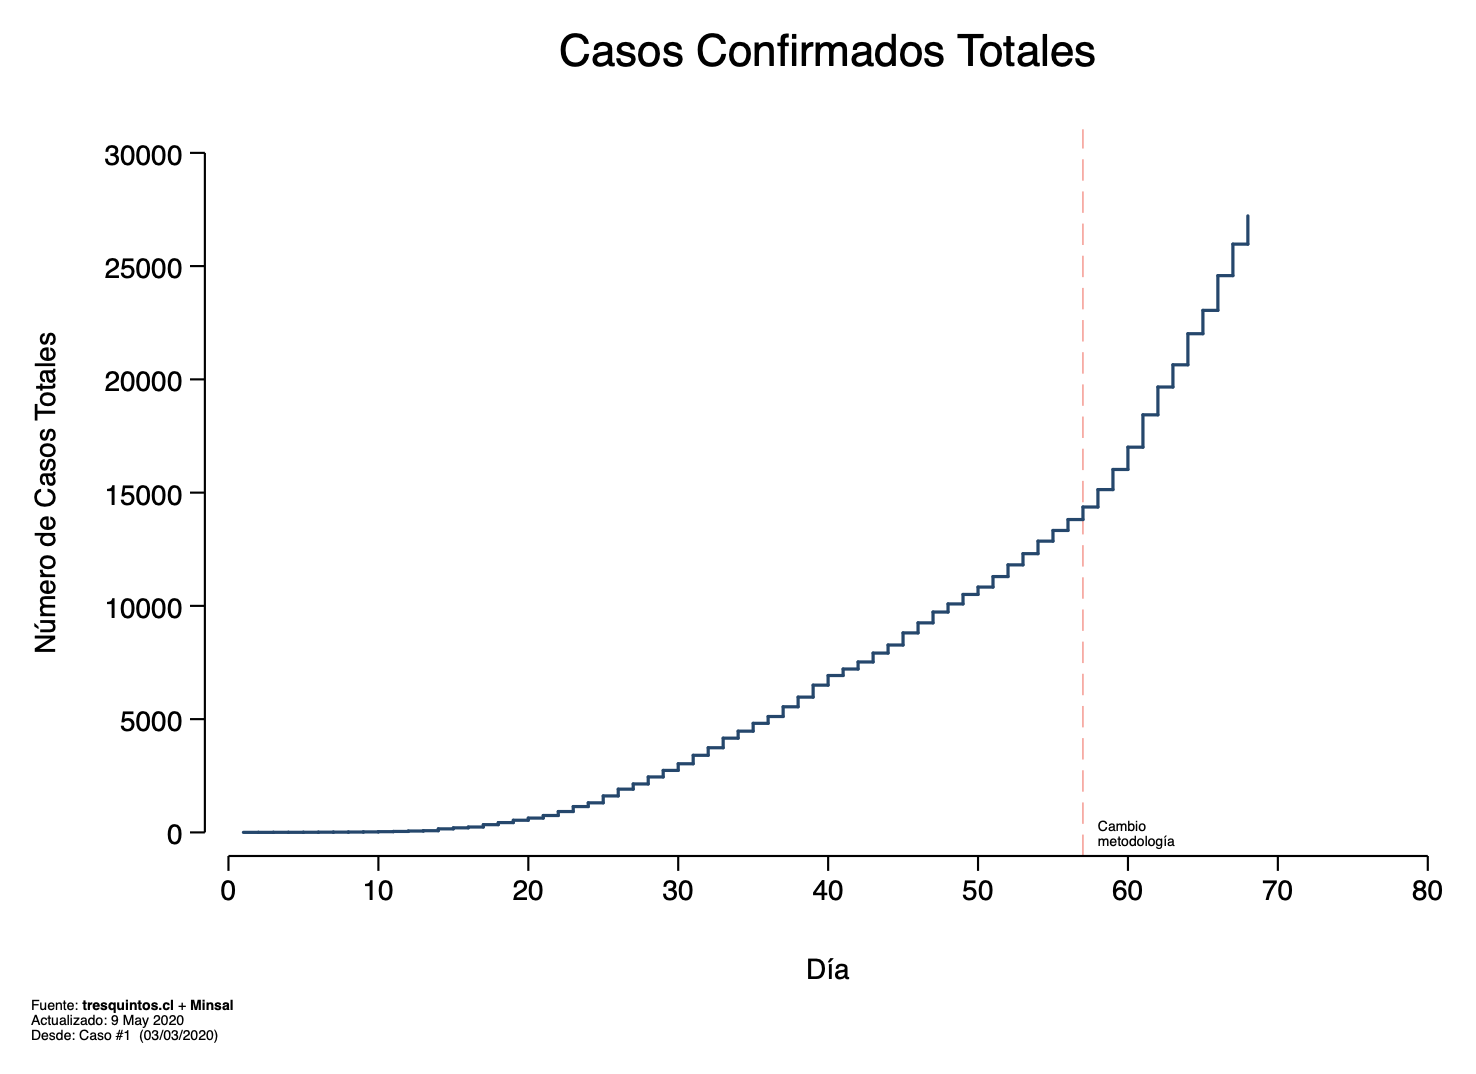 Casos Confirmados Totales
Número de Casos Totales
30000
25000
20000
15000
10000
5000
0
Cambio
metodología
0 10 20 30 40 50 60 70 80
Día
Fuente: tresquintos.cl + Minsal
Actualizado: 9 May 2020
Desde: Caso #1  (03/03/2020)